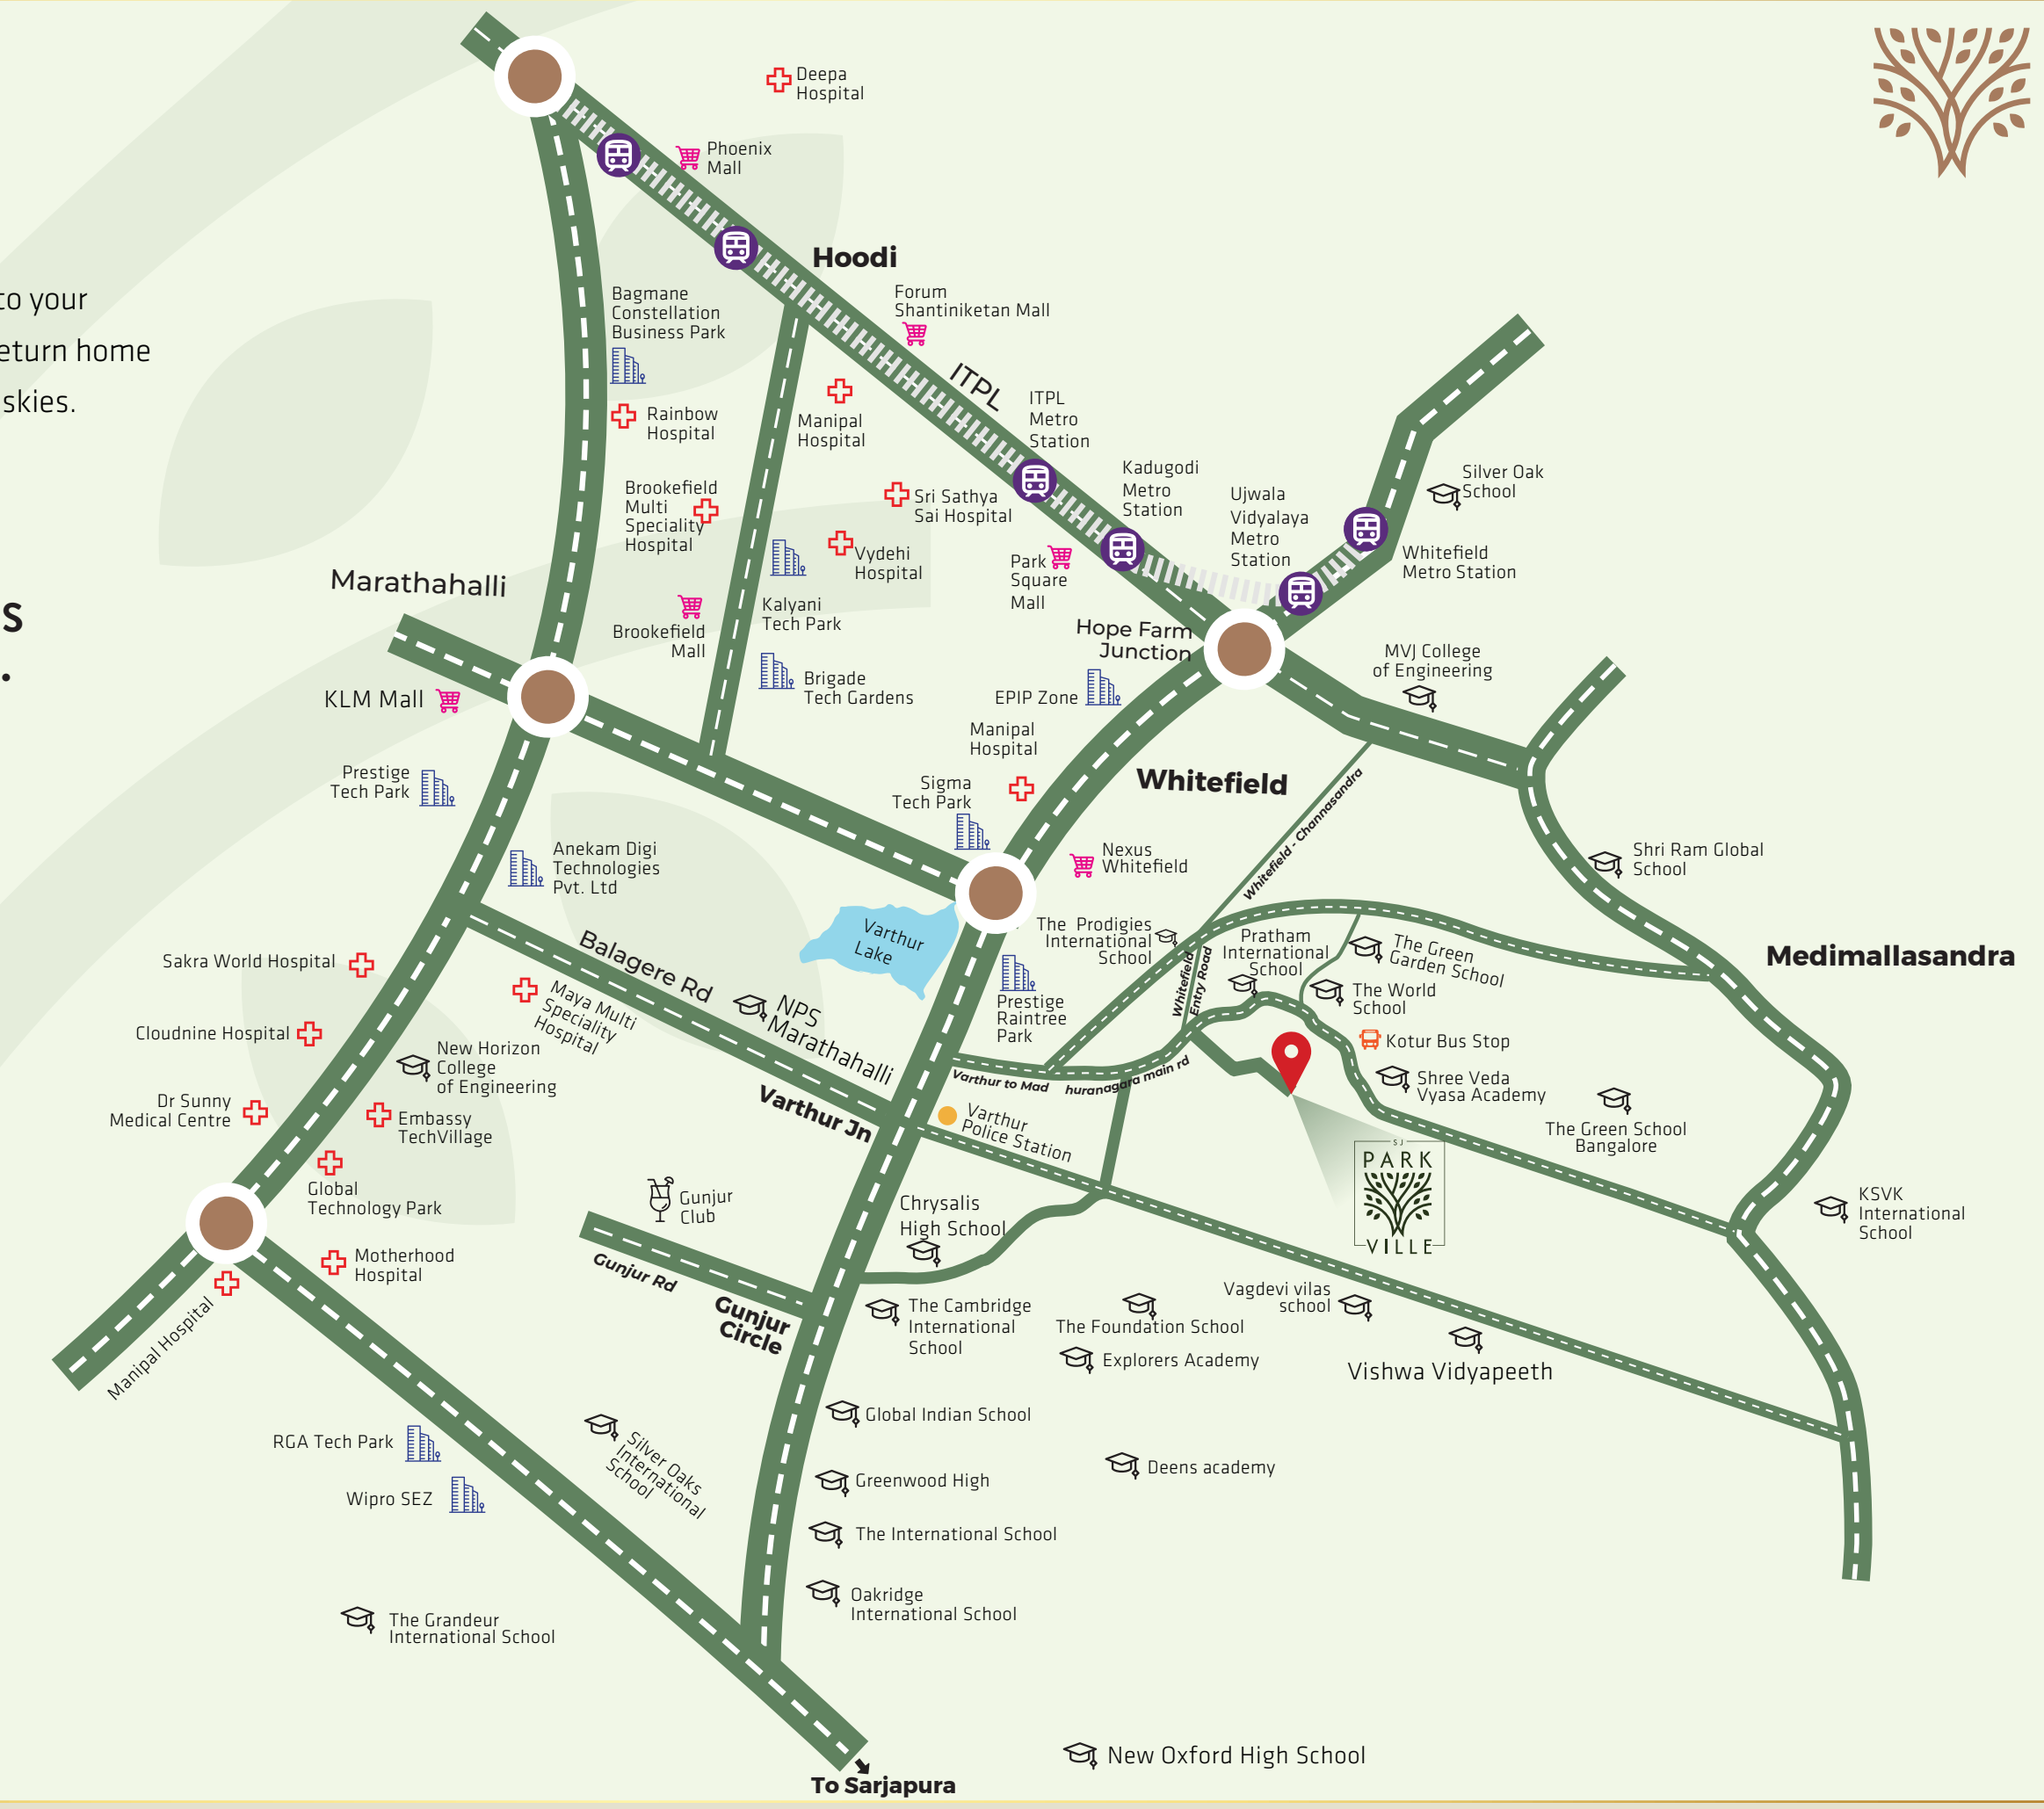 to your
eturn home
skies.
s
.
Deepa
Hospital
Phoenix
Mall
Hoodi
Bagmane
Constellation
Business Park
Forum
Shantiniketan Mall
ITPL
ITPL
Metro
Station
Rainbow
Hospital
Manipal
Hospital
Kadugodi
Metro
Station
Ujwala
Vidyalaya
Metro
Station
Silver Oak
School
Brookefield
Multi
Speciality
Hospital
Sri Sathya
Sai Hospital
Vydehi
Hospital
Park
Square
Mall
Whitefield
Metro Station
Marathahalli
Kalyani
Tech Park
Brookefield
Mall
Hope Farm
Junction
MVJ College
of Engineering
KLM Mall
Brigade
Tech Gardens
EPIP Zone
Manipal
Hospital
Prestige
Tech Park
Sigma
Tech Park
Whitefield
Whitefield - Channasandra
Anekam Digi
Technologies
Pvt. Ltd
Nexus
Whitefield
Shri Ram Global
School
Varthur
Lake
The Prodigies
International
School
Pratham
International
School
The Green
Garden School
Medimallasandra
Sakra World Hospital
Balagere Rd
Maya Multi
Speciality
Hospital
NPS
Marathahalli
Prestige
Raintree
Park
Whitefield
Entry Road
The World
School
Cloudnine Hospital
New Horizon
College
of Engineering
Kotur Bus Stop
Varthur to Mad huranagara main rd
Shree Veda
Vyasa Academy
Dr Sunny
Medical Centre
Embassy
TechVillage
Varthur Jn
Varthur
Police Station
The Green School
Bangalore
SJ
PARK
VILLE
Global
Technology Park
Gunjur
Club
Chrysalis
High School
KSVK
International
School
Motherhood
Hospital
Gunjur Rd
Gunjur
Circle
Manipal Hospital
The Cambridge
International
School
The Foundation School
Vagdevi vilas
school
Explorers Academy
Vishwa Vidyapeeth
RGA Tech Park
Silver Oaks
International
School
Global Indian School
Wipro SEZ
Greenwood High
Deens academy
The International School
Oakridge
International School
The Grandeur
International School
New Oxford High School
To Sarjapura